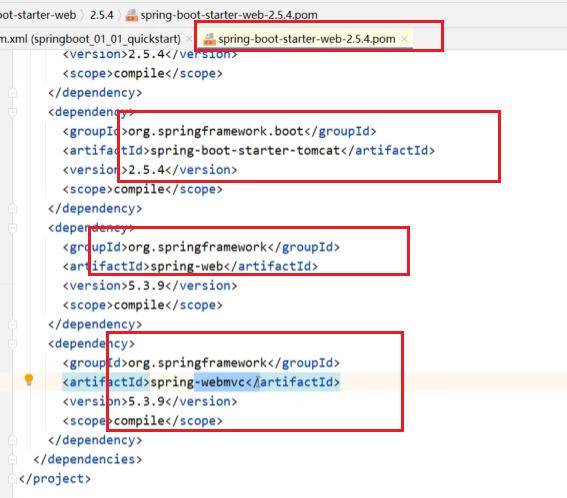 ot-starter-web 2.5.4 spring-boot-starter-web-2.5.4.pom
m.xml (springboot_01_01_quickstart) spring-boot-starter-web-2.5.4.pom
<version>2.5.4</version>
<scope>compile</scope>
</dependency>
<dependency>
<groupId>org.springframework.boot</groupId>
<artifactId>spring-boot-starter-tomcat</artifactId>
<version>2.5.4</version>
<scope>compile</scope>
</dependency>
<dependency>
<groupId>org.springframework</groupId>
<artifactId>spring-web</artifactId>
<version>5.3.9</version>
<scope>compile</scope>
</dependency>
<dependency>
<groupId>org.springframework</groupId>
<artifactId>spring-webmvc</artifactId>
<version>5.3.9</version>
<scope>compile</scope>
</dependency>
</dependencies>
</project>